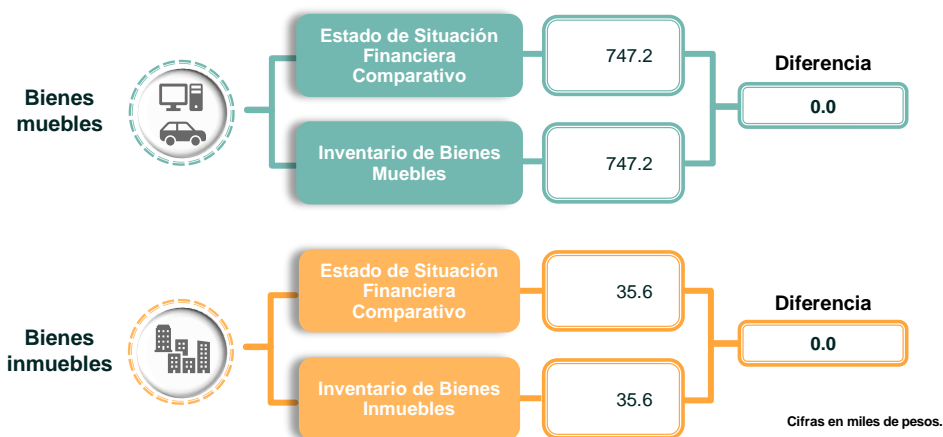 Bienes
muebles
Estado de Situación
Financiera
Comparativo
747.2
Inventario de Bienes
Muebles
747.2
Diferencia
0.0
Bienes
inmuebles
Estado de Situación
Financiera
Comparativo
35.6
Inventario de Bienes
Inmuebles
35.6
Diferencia
0.0
Cifras en miles de pesos.